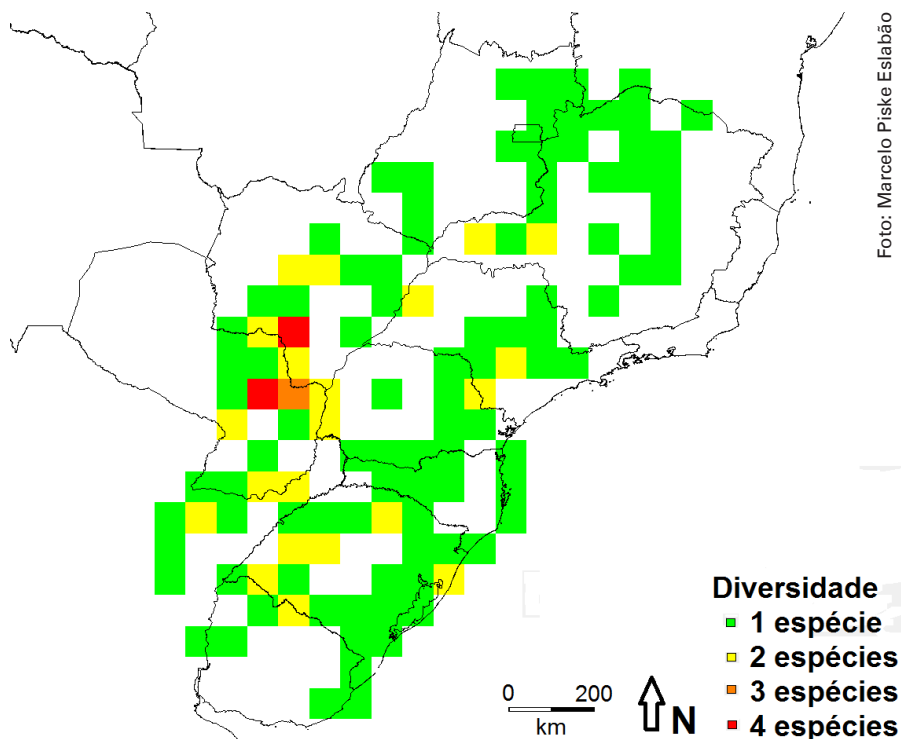 Foto: Marcelo Piske Eslabão
Diversidade
1 espécie
2 espécies
3 espécies
4 espécies
0 200
km
N